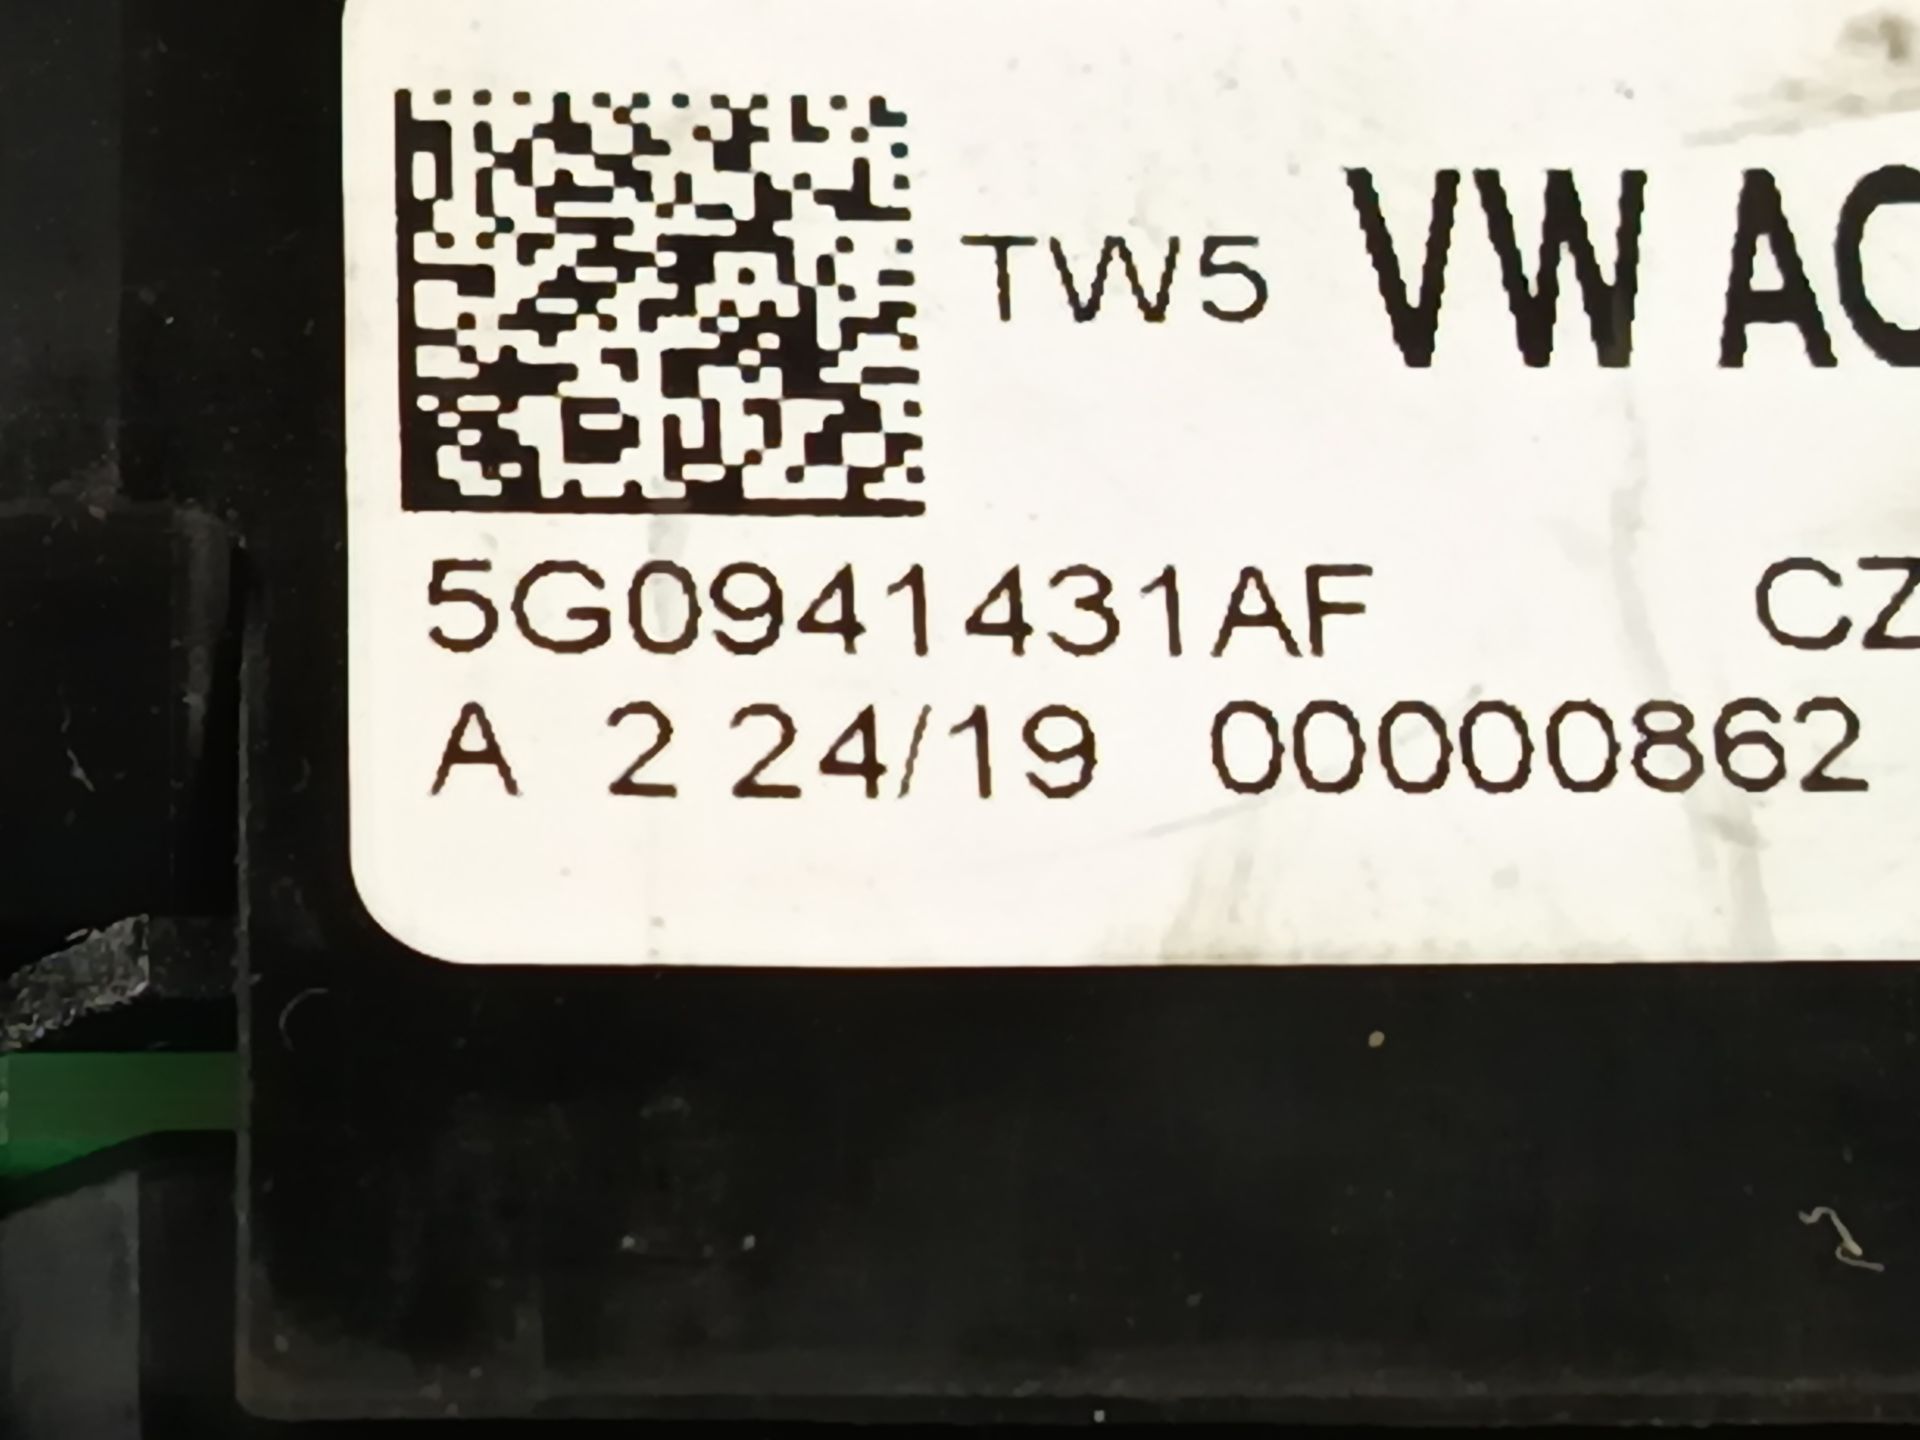 TW5 VW AG
5G0941431AF CZ
A 2 24/19 00000862